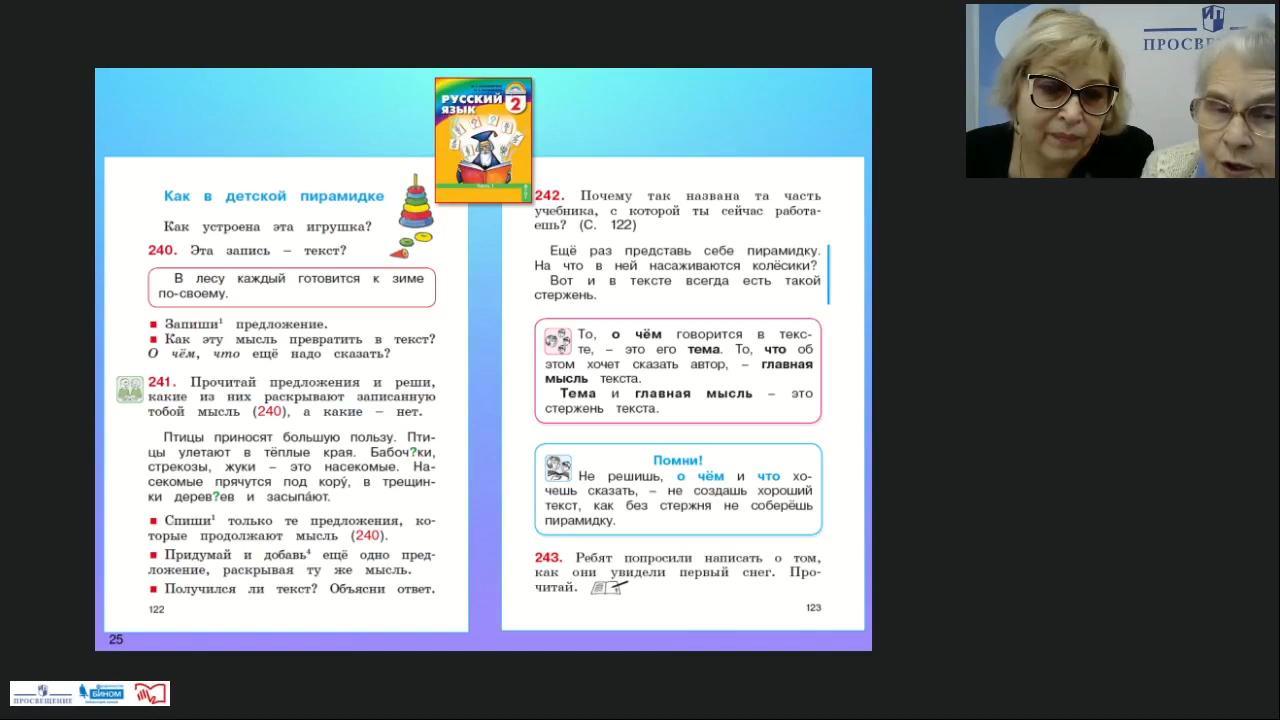 ПРОСВЕ
РУССКИЙ
ЯЗЫК
2
Часть 1
Как в детской пирамидке
Как устроена эта игрушка?
240. Эта запись – текст?
В лесу каждый готовится к зиме
по-своему.
▪ Запиши¹ предложение.
▪ Как эту мысль превратить в текст?
О чём, что ещё надо сказать?
241. Прочитай предложения и реши,
какие из них раскрывают записанную
тобой мысль (240), а какие – нет.
Птицы приносят большую пользу. Пти-
цы улетают в тёплые края. Бабоч?ки,
стрекозы, жуки – это насекомые. На-
секомые прячутся под кору́, в трещин-
ки дерев?ев и засыпа́ют.
▪ Спиши¹ только те предложения, ко-
торые продолжают мысль (240).
▪ Придумай и добавь⁴ ещё одно пред-
ложение, раскрывая ту же мысль.
▪ Получился ли текст? Объясни ответ.
122
242. Почему так названа та часть
учебника, с которой ты сейчас работа-
ешь? (С. 122)
Ещё раз представь себе пирамидку.
На что в ней насаживаются колёсики?
Вот и в тексте всегда есть такой
стержень.
То, о чём говорится в текс-
те, – это его тема. То, что об
этом хочет сказать автор, – главная
мысль текста.
Тема и главная мысль – это
стержень текста.
Помни!
Не решишь, о чём и что хо-
чешь сказать, – не создашь хороший
текст, как без стержня не соберёшь
пирамидку.
243. Ребят попросили написать о том,
как они увидели первый снег. Про-
читай.
123
25
ПРОСВЕЩЕНИЕ
БИНОМ